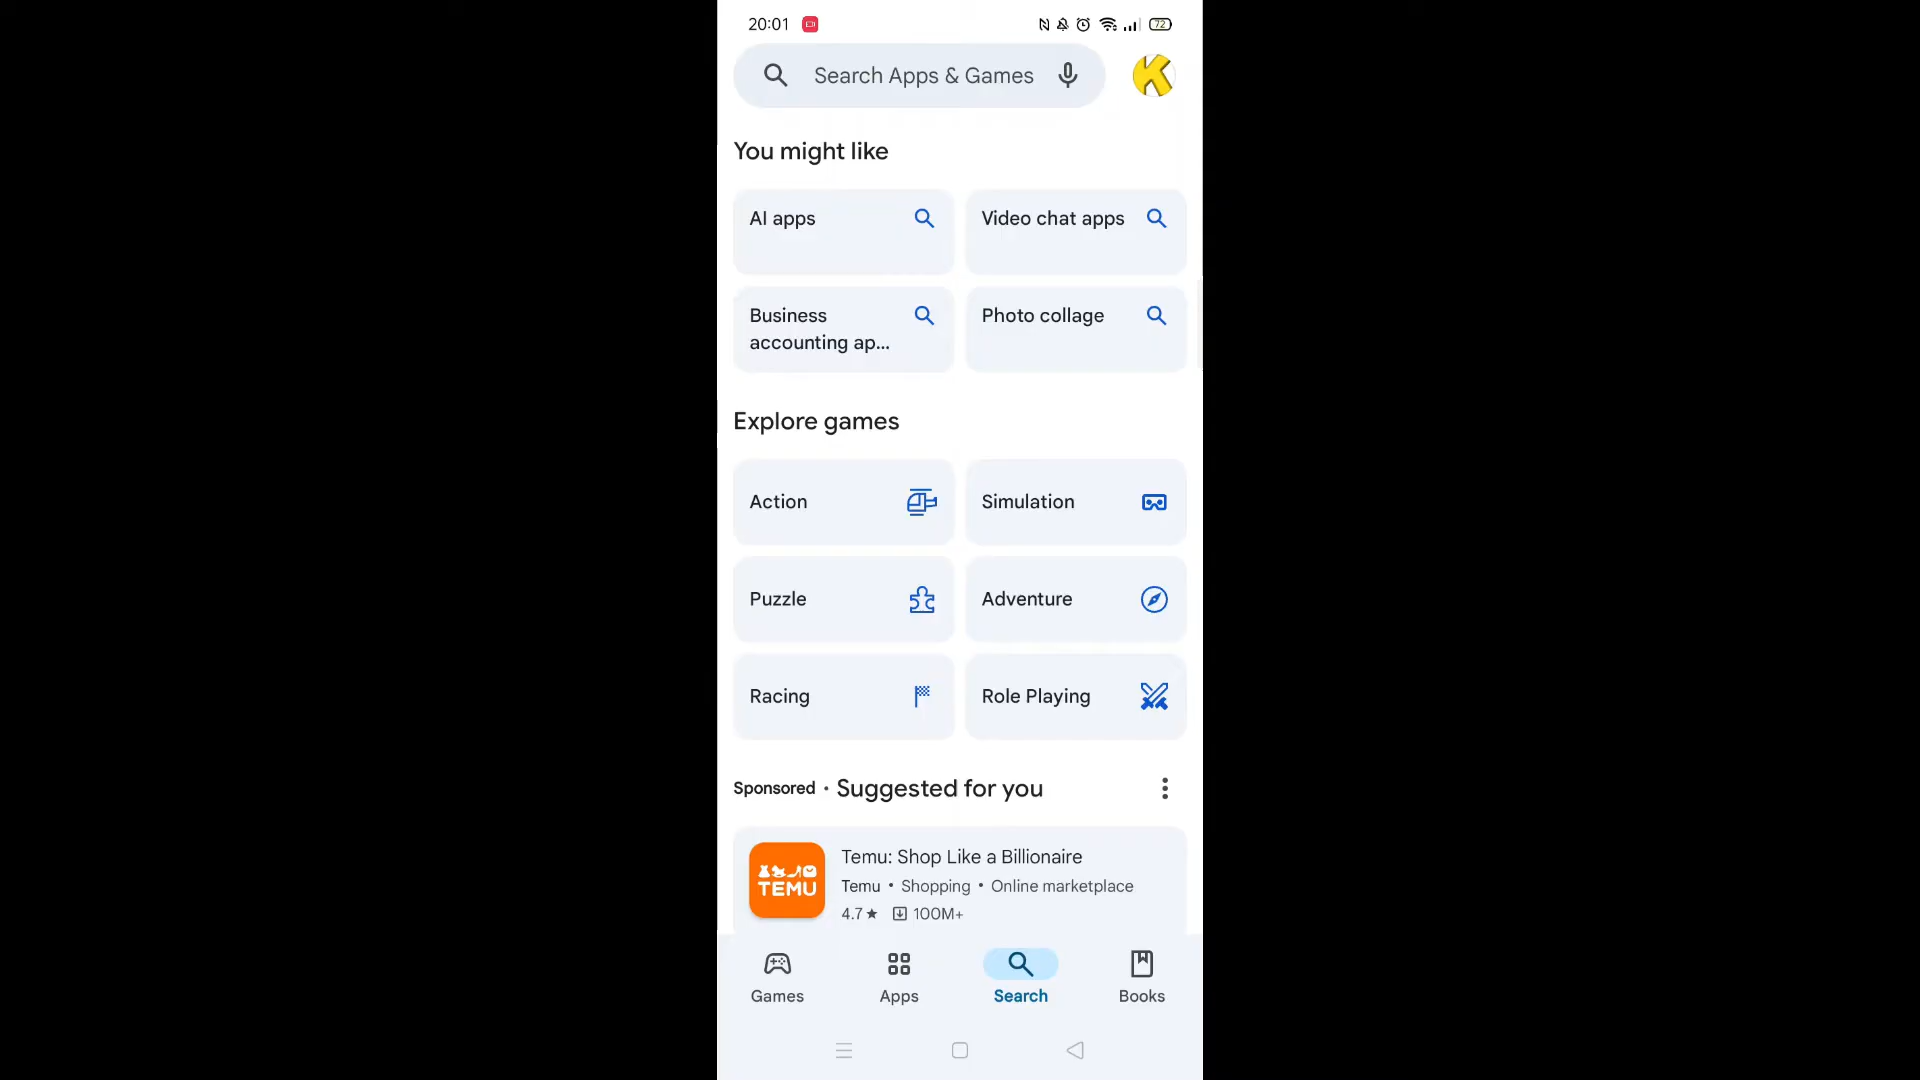 20:01
72
Search Apps & Games
You might like
AI apps
Video chat apps
Business
accounting ap...
Photo collage
Explore games
Action
Simulation
Puzzle
Adventure
Racing
Role Playing
Sponsored • Suggested for you
TEMU
Temu: Shop Like a Billionaire
Temu • Shopping • Online marketplace
4.7★ 100M+
Games
Apps
Search
Books